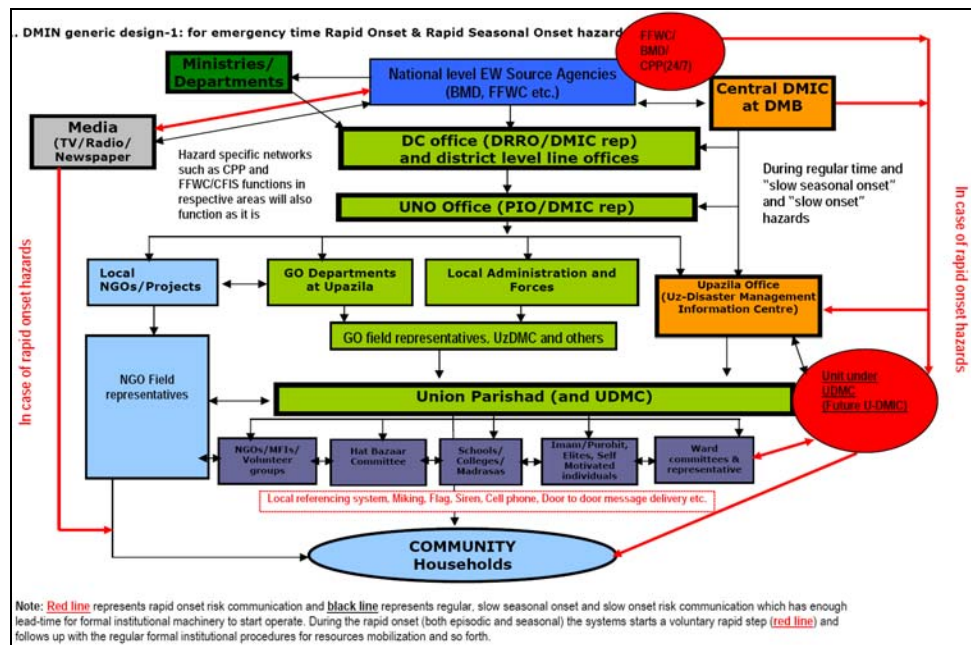 . DMIN generic design-1: for emergency time Rapid Onset & Rapid Seasonal Onset hazard
FFWC/
BMD/
CPP(24/7)
Ministries/
Departments
National level EW Source Agencies
(BMD, FFWC etc.)
Central DMIC
at DMB
Media
(TV/Radio/
Newspaper
DC office (DRRO/DMIC rep)
and district level line offices
Hazard specific networks
such as CPP and
FFWC/CFIS functions in
respective areas will also
function as it is
During regular time and
"slow seasonal onset"
and "slow onset"
hazards
UNO Office (PIO/DMIC rep)
In case of rapid onset hazards
In case of rapid onset hazards
Local
NGOs/Projects
GO Departments
at Upazila
Local Administration and
Forces
Upazila Office
(Uz-Disaster Management
Information Centre)
GO field representatives, UzDMC and others
NGO Field
representatives
Union Parishad (and UDMC)
Unit under
UDMC
(Future U-DMIC)
NGOs/MFIs/
Volunteer
groups
Hat Bazaar
Committee
Schools/
Colleges/
Madrasas
Imam/Purohit,
Elites, Self
Motivated
individuals
Ward
committees &
representative
Local referencing system, Miking, Flag, Siren, Cell phone, Door to door message delivery etc.
COMMUNITY
Households
Note: Red line represents rapid onset risk communication and black line represents regular, slow seasonal onset and slow onset risk communication which has enough
lead-time for formal institutional machinery to start operate. During the rapid onset (both episodic and seasonal) the systems starts a voluntary rapid step (red line) and
follows up with the regular formal institutional procedures for resources mobilization and so forth.